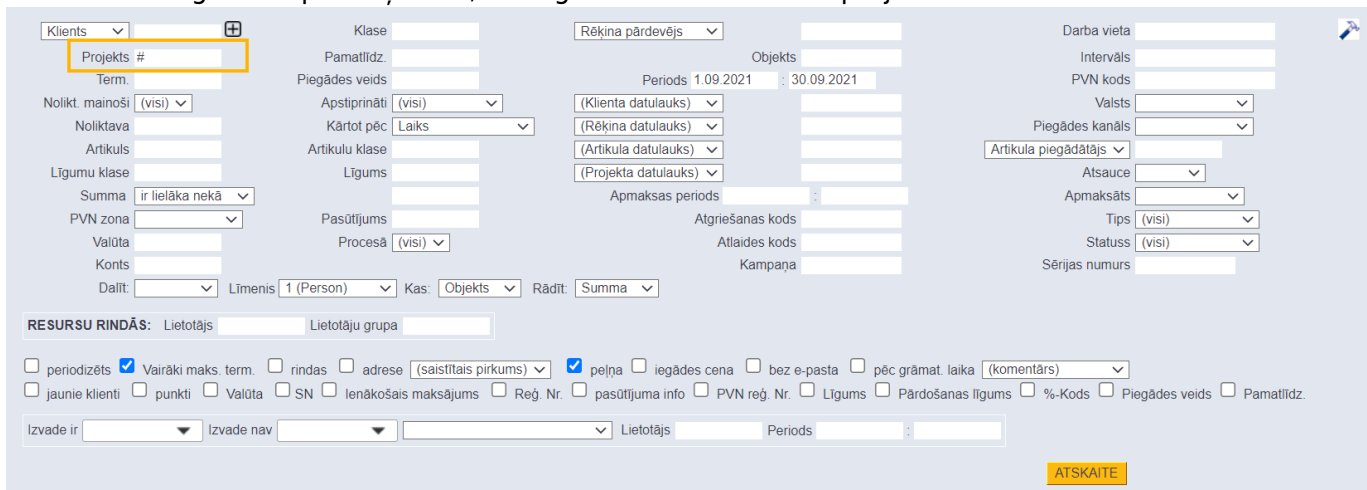 Klients Klase Rēķina pārdevējs Darba vieta
Projekts # Pamatlīdz. Objekts Intervāls
Term. Piegādes veids Periods 1.09.2021 : 30.09.2021 PVN kods
Nolikt. mainoši (visi) Apstiprināti (visi) (Klienta datulauks) Valsts
Noliktava Kārtot pēc Laiks (Rēķina datulauks) Piegādes kanāls
Artikuls Artikulu klase (Artikula datulauks) Artikula piegādātājs
Līgumu klase Līgums (Projekta datulauks) Atsauce
Summa ir lielāka nekā Apmaksas periods : Apmaksāts
PVN zona Pasūtījums Atgriešanas kods Tips (visi)
Valūta Procesā (visi) Atlaides kods Statuss (visi)
Konts Kampaņa Sērijas numurs
Dalīt: Līmenis 1 (Person) Kas: Objekts Rādīt: Summa
RESURSU RINDĀS: Lietotājs Lietotāju grupa
periodizēts Vairāki maks. term. rindas adrese (saistītais pirkums) peļņa iegādes cena bez e-pasta pēc grāmat. laika (komentārs)
jaunie klienti punkti Valūta SN Ienākošais maksājums Reģ. Nr. pasūtījuma info PVN reģ. Nr. Līgums Pārdošanas līgums %-Kods Piegādes veids Pamatlīdz.
Izvade ir Izvade nav Lietotājs Periods :
ATSKAITE